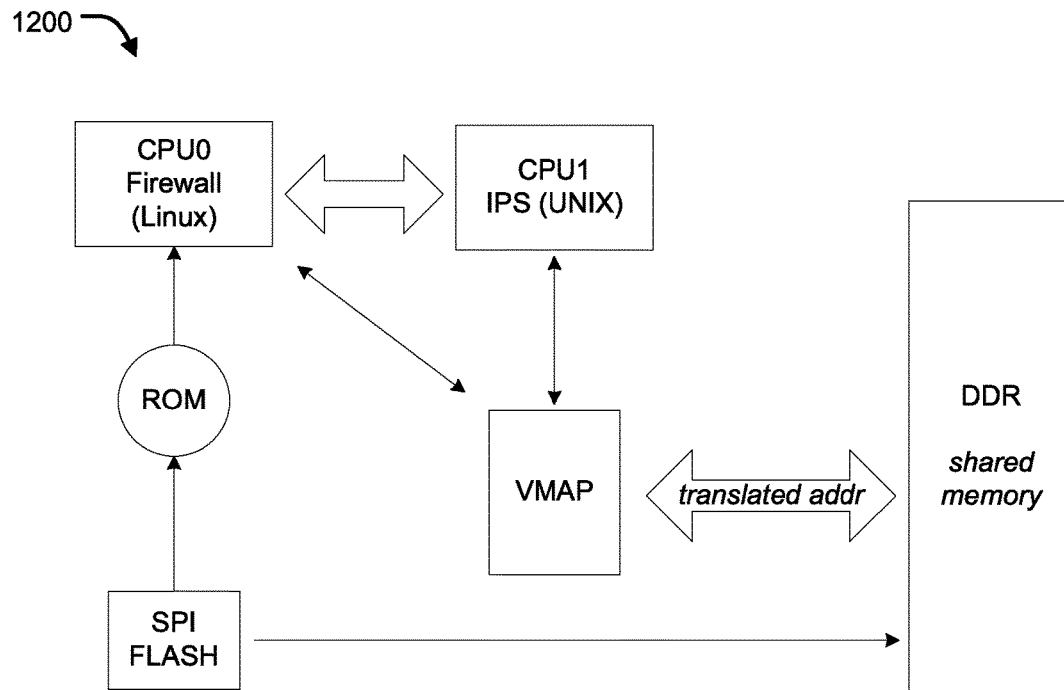 1200
CPU0
Firewall
(Linux)
CPU1
IPS (UNIX)
ROM
VMAP
translated addr
DDR
shared
memory
SPI
FLASH